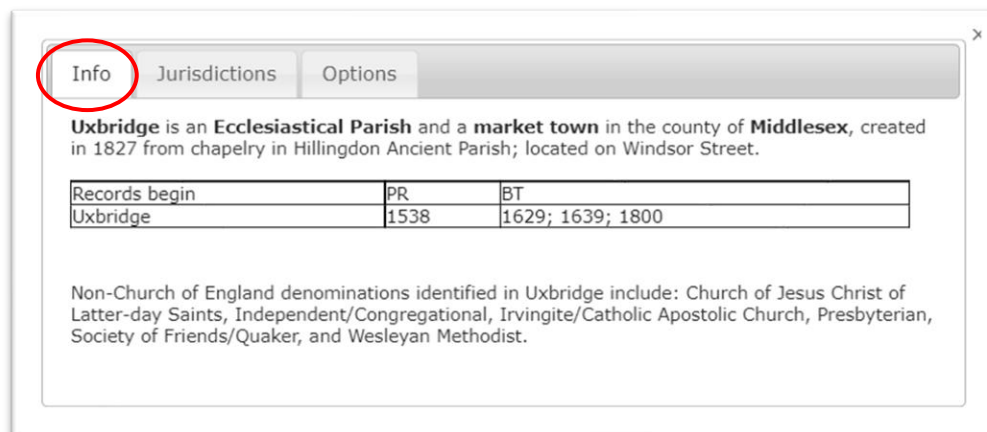 ×
Info Jurisdictions Options
Uxbridge is an Ecclesiastical Parish and a market town in the county of Middlesex, created
in 1827 from chapelry in Hillingdon Ancient Parish; located on Windsor Street.
Records begin PR BT
Uxbridge 1538 1629; 1639; 1800
Non-Church of England denominations identified in Uxbridge include: Church of Jesus Christ of
Latter-day Saints, Independent/Congregational, Irvingite/Catholic Apostolic Church, Presbyterian,
Society of Friends/Quaker, and Wesleyan Methodist.